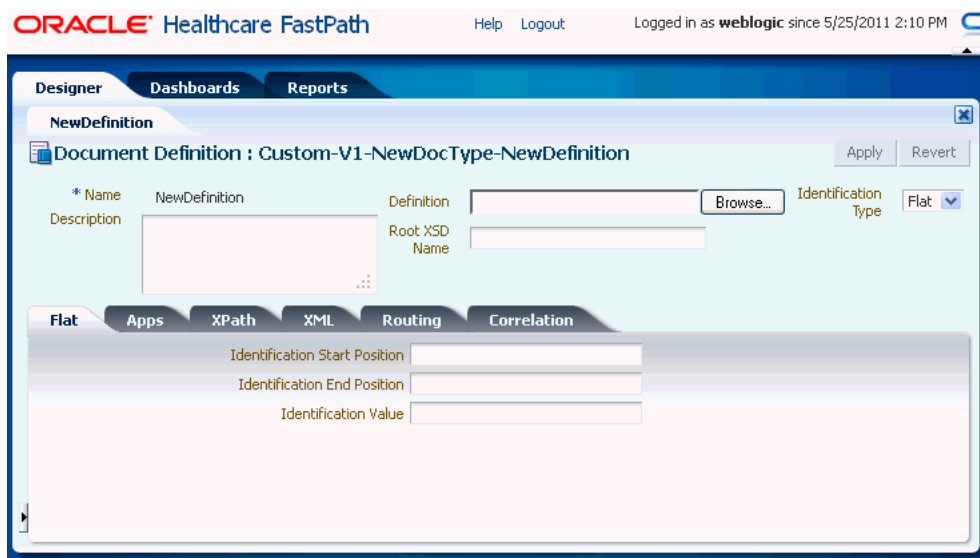 ORACLE Healthcare FastPath Help Logout Logged in as weblogic since 5/25/2011 2:10 PM
Designer Dashboards Reports
NewDefinition
Document Definition : Custom-V1-NewDocType-NewDefinition Apply Revert
* Name NewDefinition Definition Browse... Identification Type Flat
Description
Root XSD Name
Flat Apps XPath XML Routing Correlation
Identification Start Position
Identification End Position
Identification Value